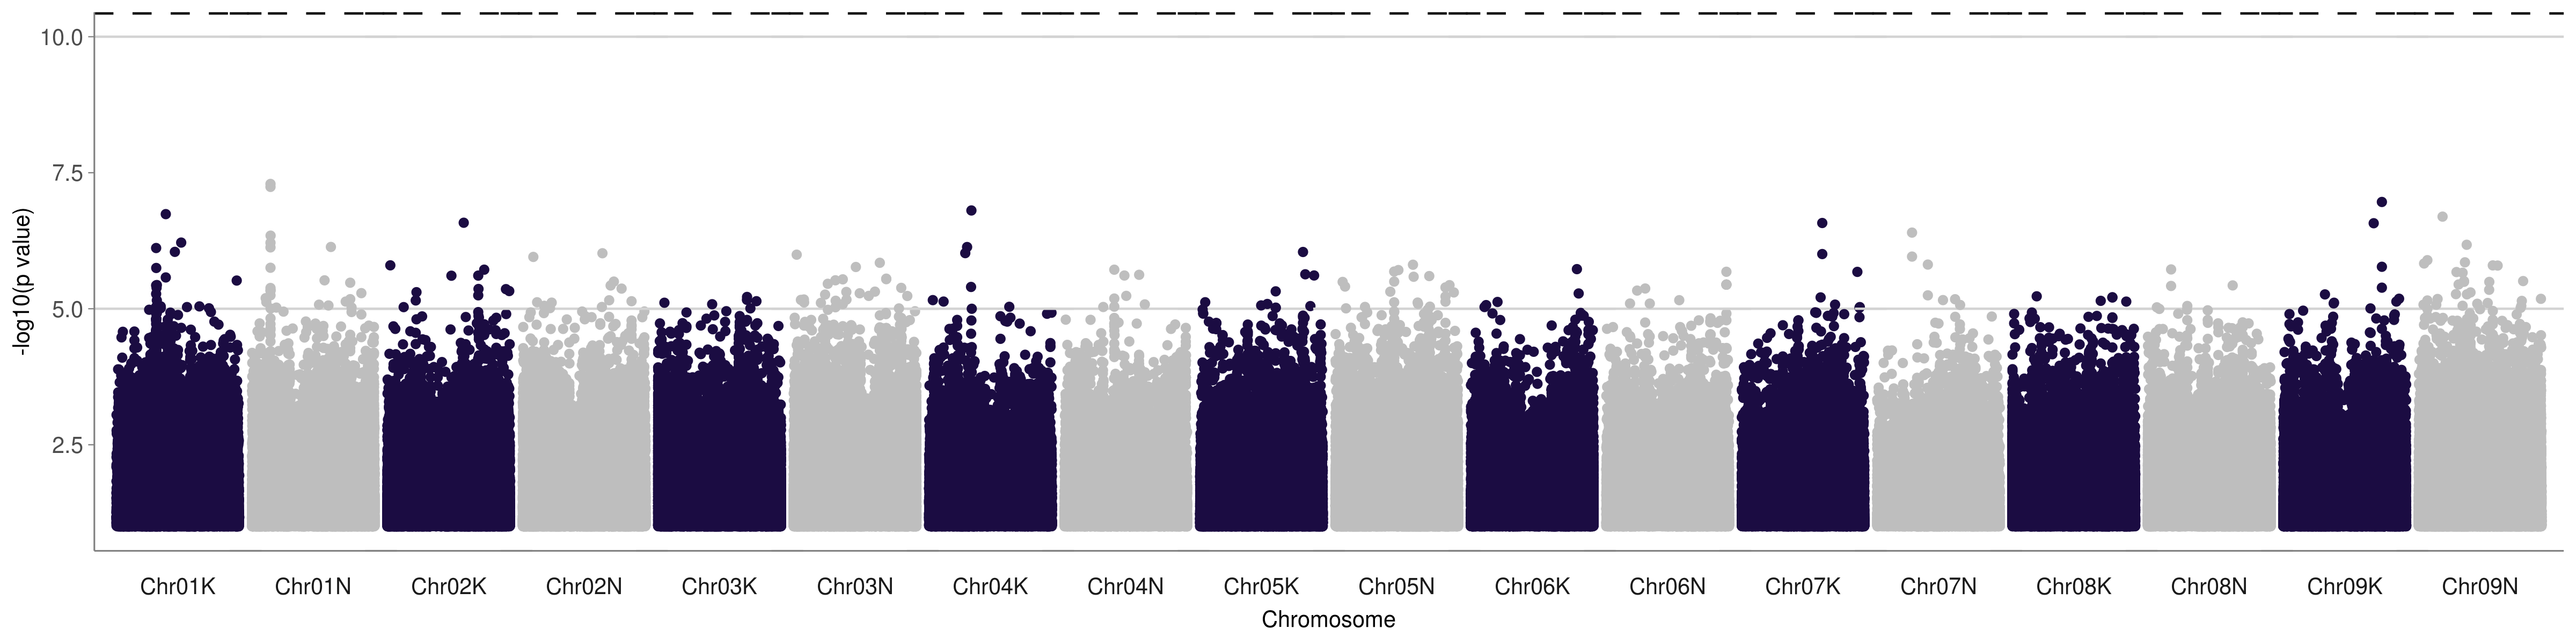 10.0
7.5
5.0
2.5
-log10(p value)
Chr01K Chr01N Chr02K Chr02N Chr03K Chr03N Chr04K Chr04N Chr05K Chr05N Chr06K Chr06N Chr07K Chr07N Chr08K Chr08N Chr09K Chr09N
Chromosome